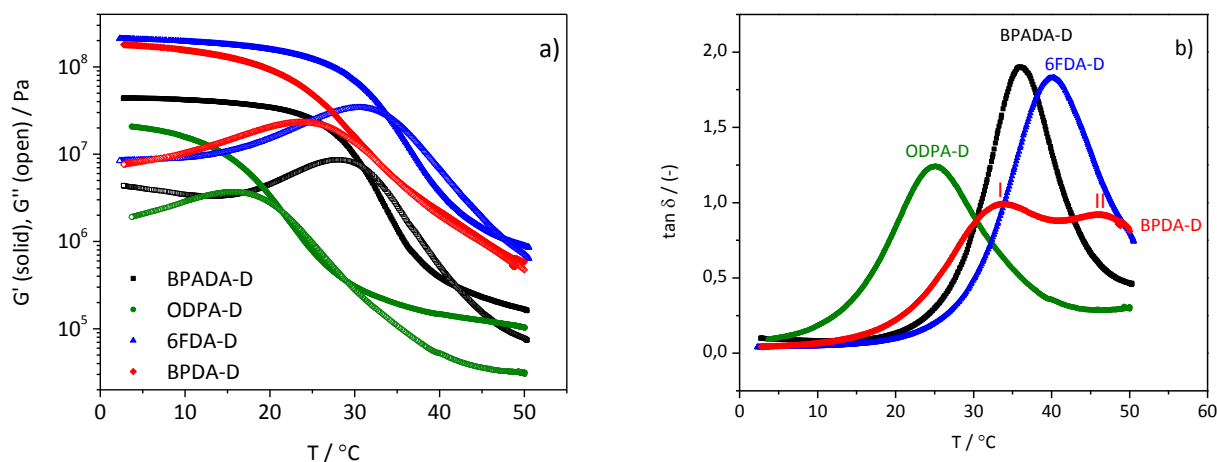 a)
G' (solid), G'' (open) / Pa
10⁸
10⁷
10⁶
10⁵
BPADA-D
ODPA-D
6FDA-D
BPDA-D
0 10 20 30 40 50
T / °C
b)
tan δ / (-)
2,0
1,5
1,0
0,5
0,0
BPADA-D
6FDA-D
ODPA-D
I
II
BPDA-D
0 10 20 30 40 50 60
T / °C